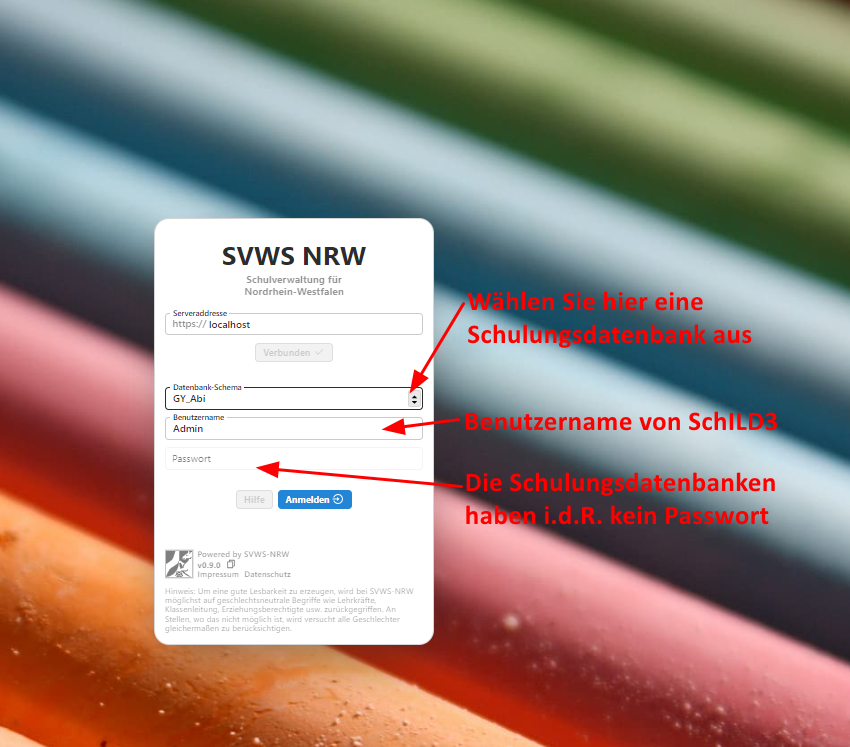 SVWS NRW
Schulverwaltung für
Nordrhein-Westfalen
Serveraddresse
https:// localhost
Verbunden
Wählen Sie hier eine
Schulungsdatenbank aus
Datenbank-Schema
GY_Abi
Benutzername
Admin
Benutzername von SchILD3
Passwort
Die Schulungsdatenbanken
haben i.d.R. kein Passwort
Hilfe
Anmelden
Powered by SVWS-NRW
v0.9.0
Impressum Datenschutz
Hinweis: Um eine gute Lesbarkeit zu erzeugen, wird bei SVWS-NRW
möglichst auf geschlechtsneutrale Begriffe wie Lehrkräfte,
Klassenleitung, Erziehungsberechtigte usw. zurückgegriffen. An
Stellen, wo das nicht möglich ist, wird versucht alle Geschlechter
gleichermaßen zu berücksichtigen.